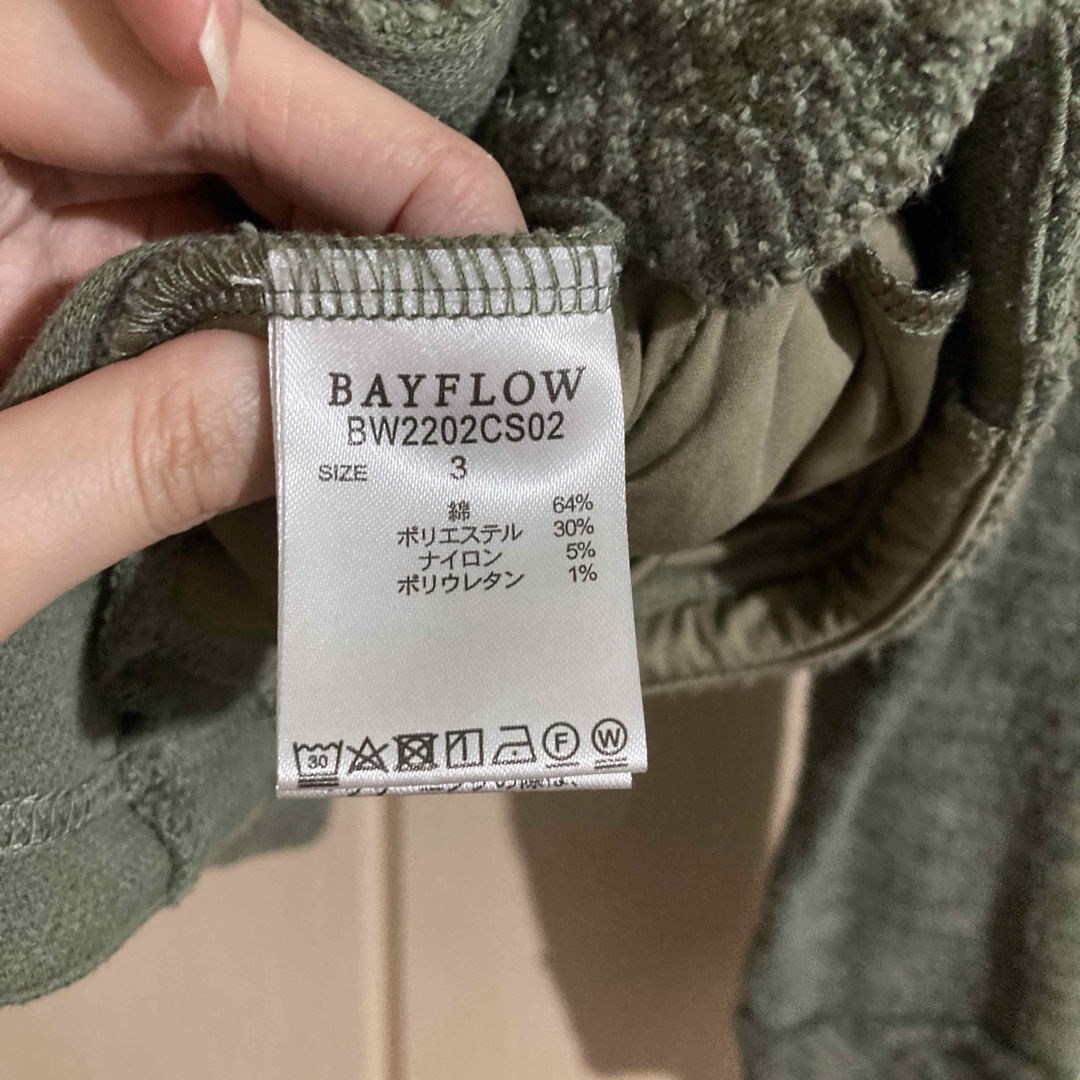 BAYFLOW
BW2202CS02
SIZE 3
綿 64%
ポリエステル 30%
ナイロン 5%
ポリウレタン 1%
30 F W